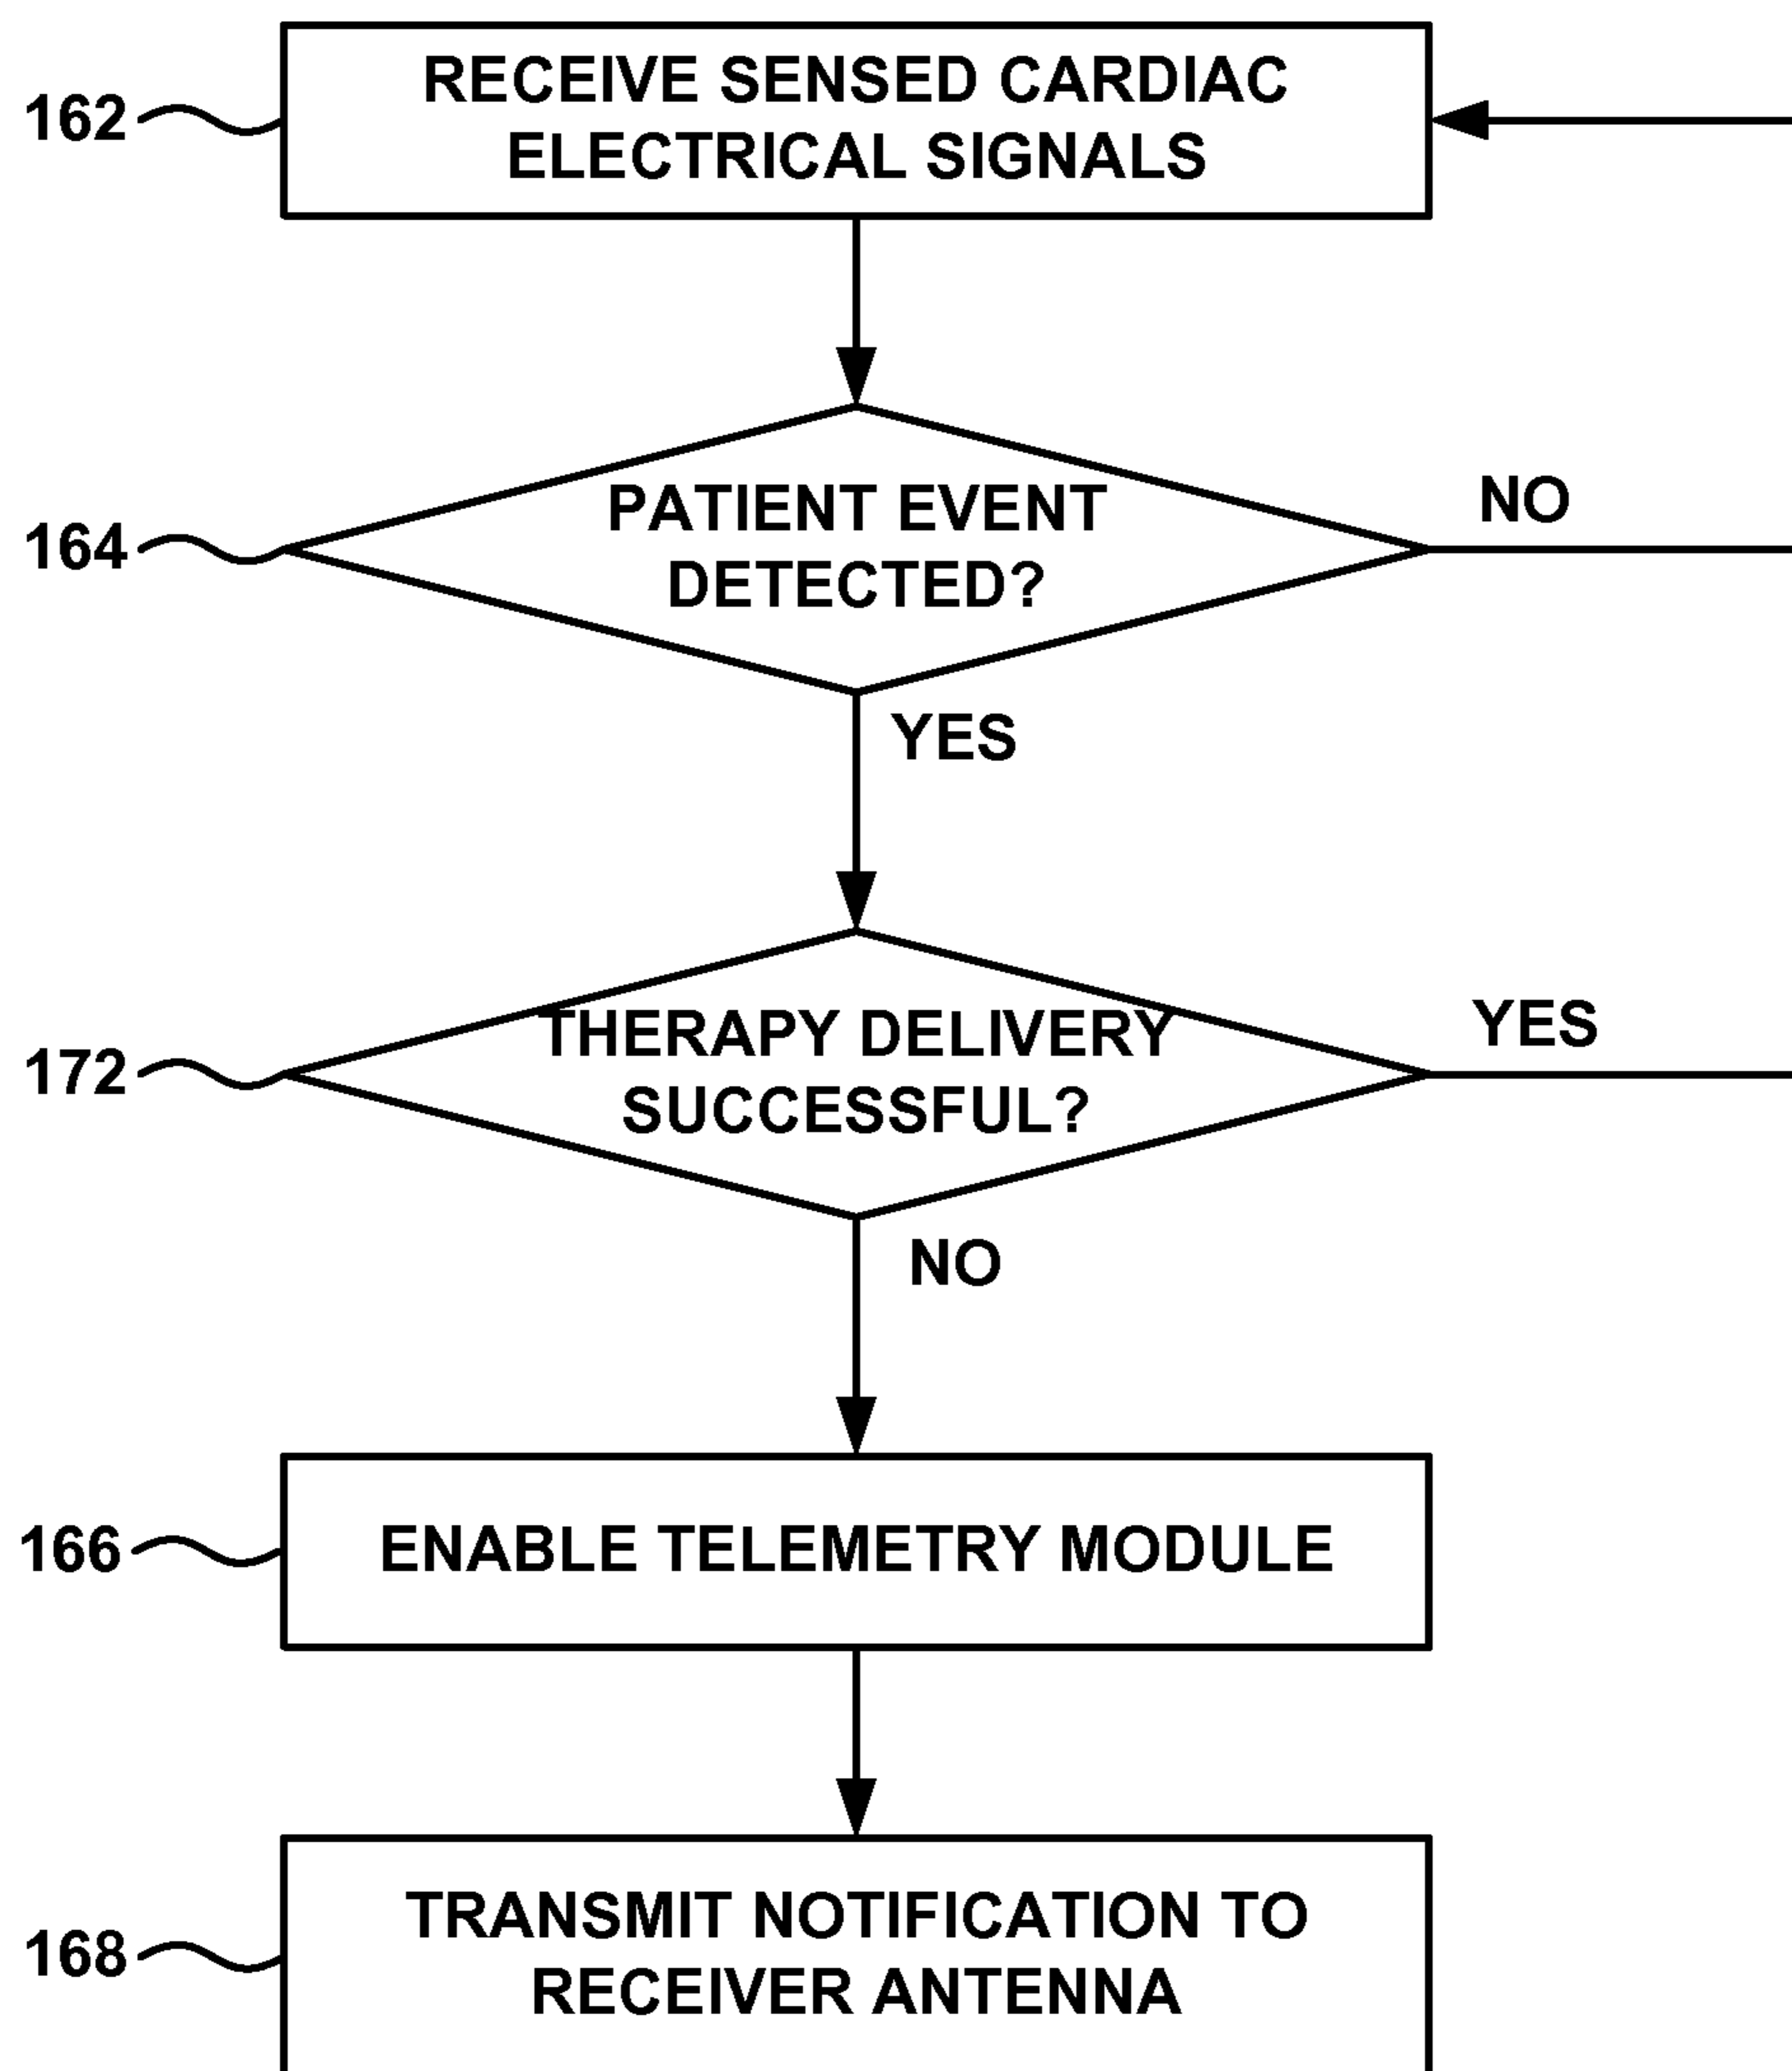 162
RECEIVE SENSED CARDIAC
ELECTRICAL SIGNALS
164
PATIENT EVENT
DETECTED?
NO
YES
172
THERAPY DELIVERY
SUCCESSFUL?
YES
NO
166
ENABLE TELEMETRY MODULE
168
TRANSMIT NOTIFICATION TO
RECEIVER ANTENNA